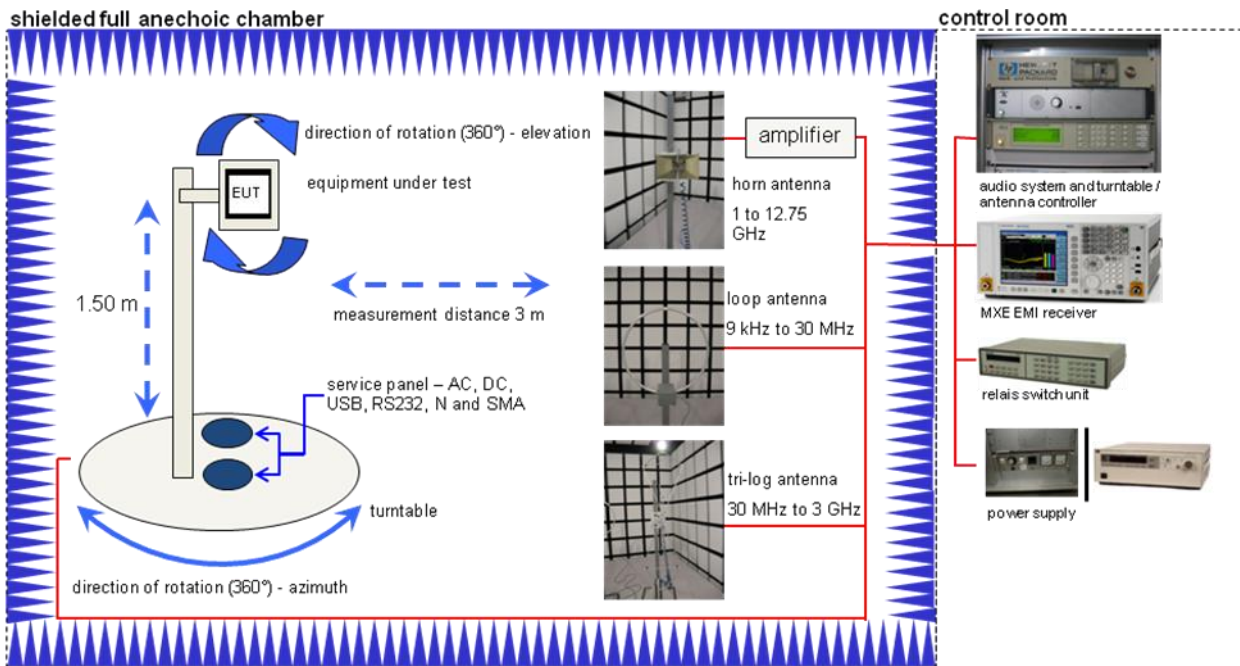 shielded full anechoic chamber
control room
direction of rotation (360°) - elevation
EUT
equipment under test
1.50 m
measurement distance 3 m
service panel – AC, DC,
USB, RS232, N and SMA
turntable
direction of rotation (360°) - azimuth
amplifier
horn antenna
1 to 12.75
GHz
loop antenna
9 kHz to 30 MHz
tri-log antenna
30 MHz to 3 GHz
hp HEWLETT
PACKARD
audio system and turntable /
antenna controller
MXE EMI receiver
relais switch unit
power supply